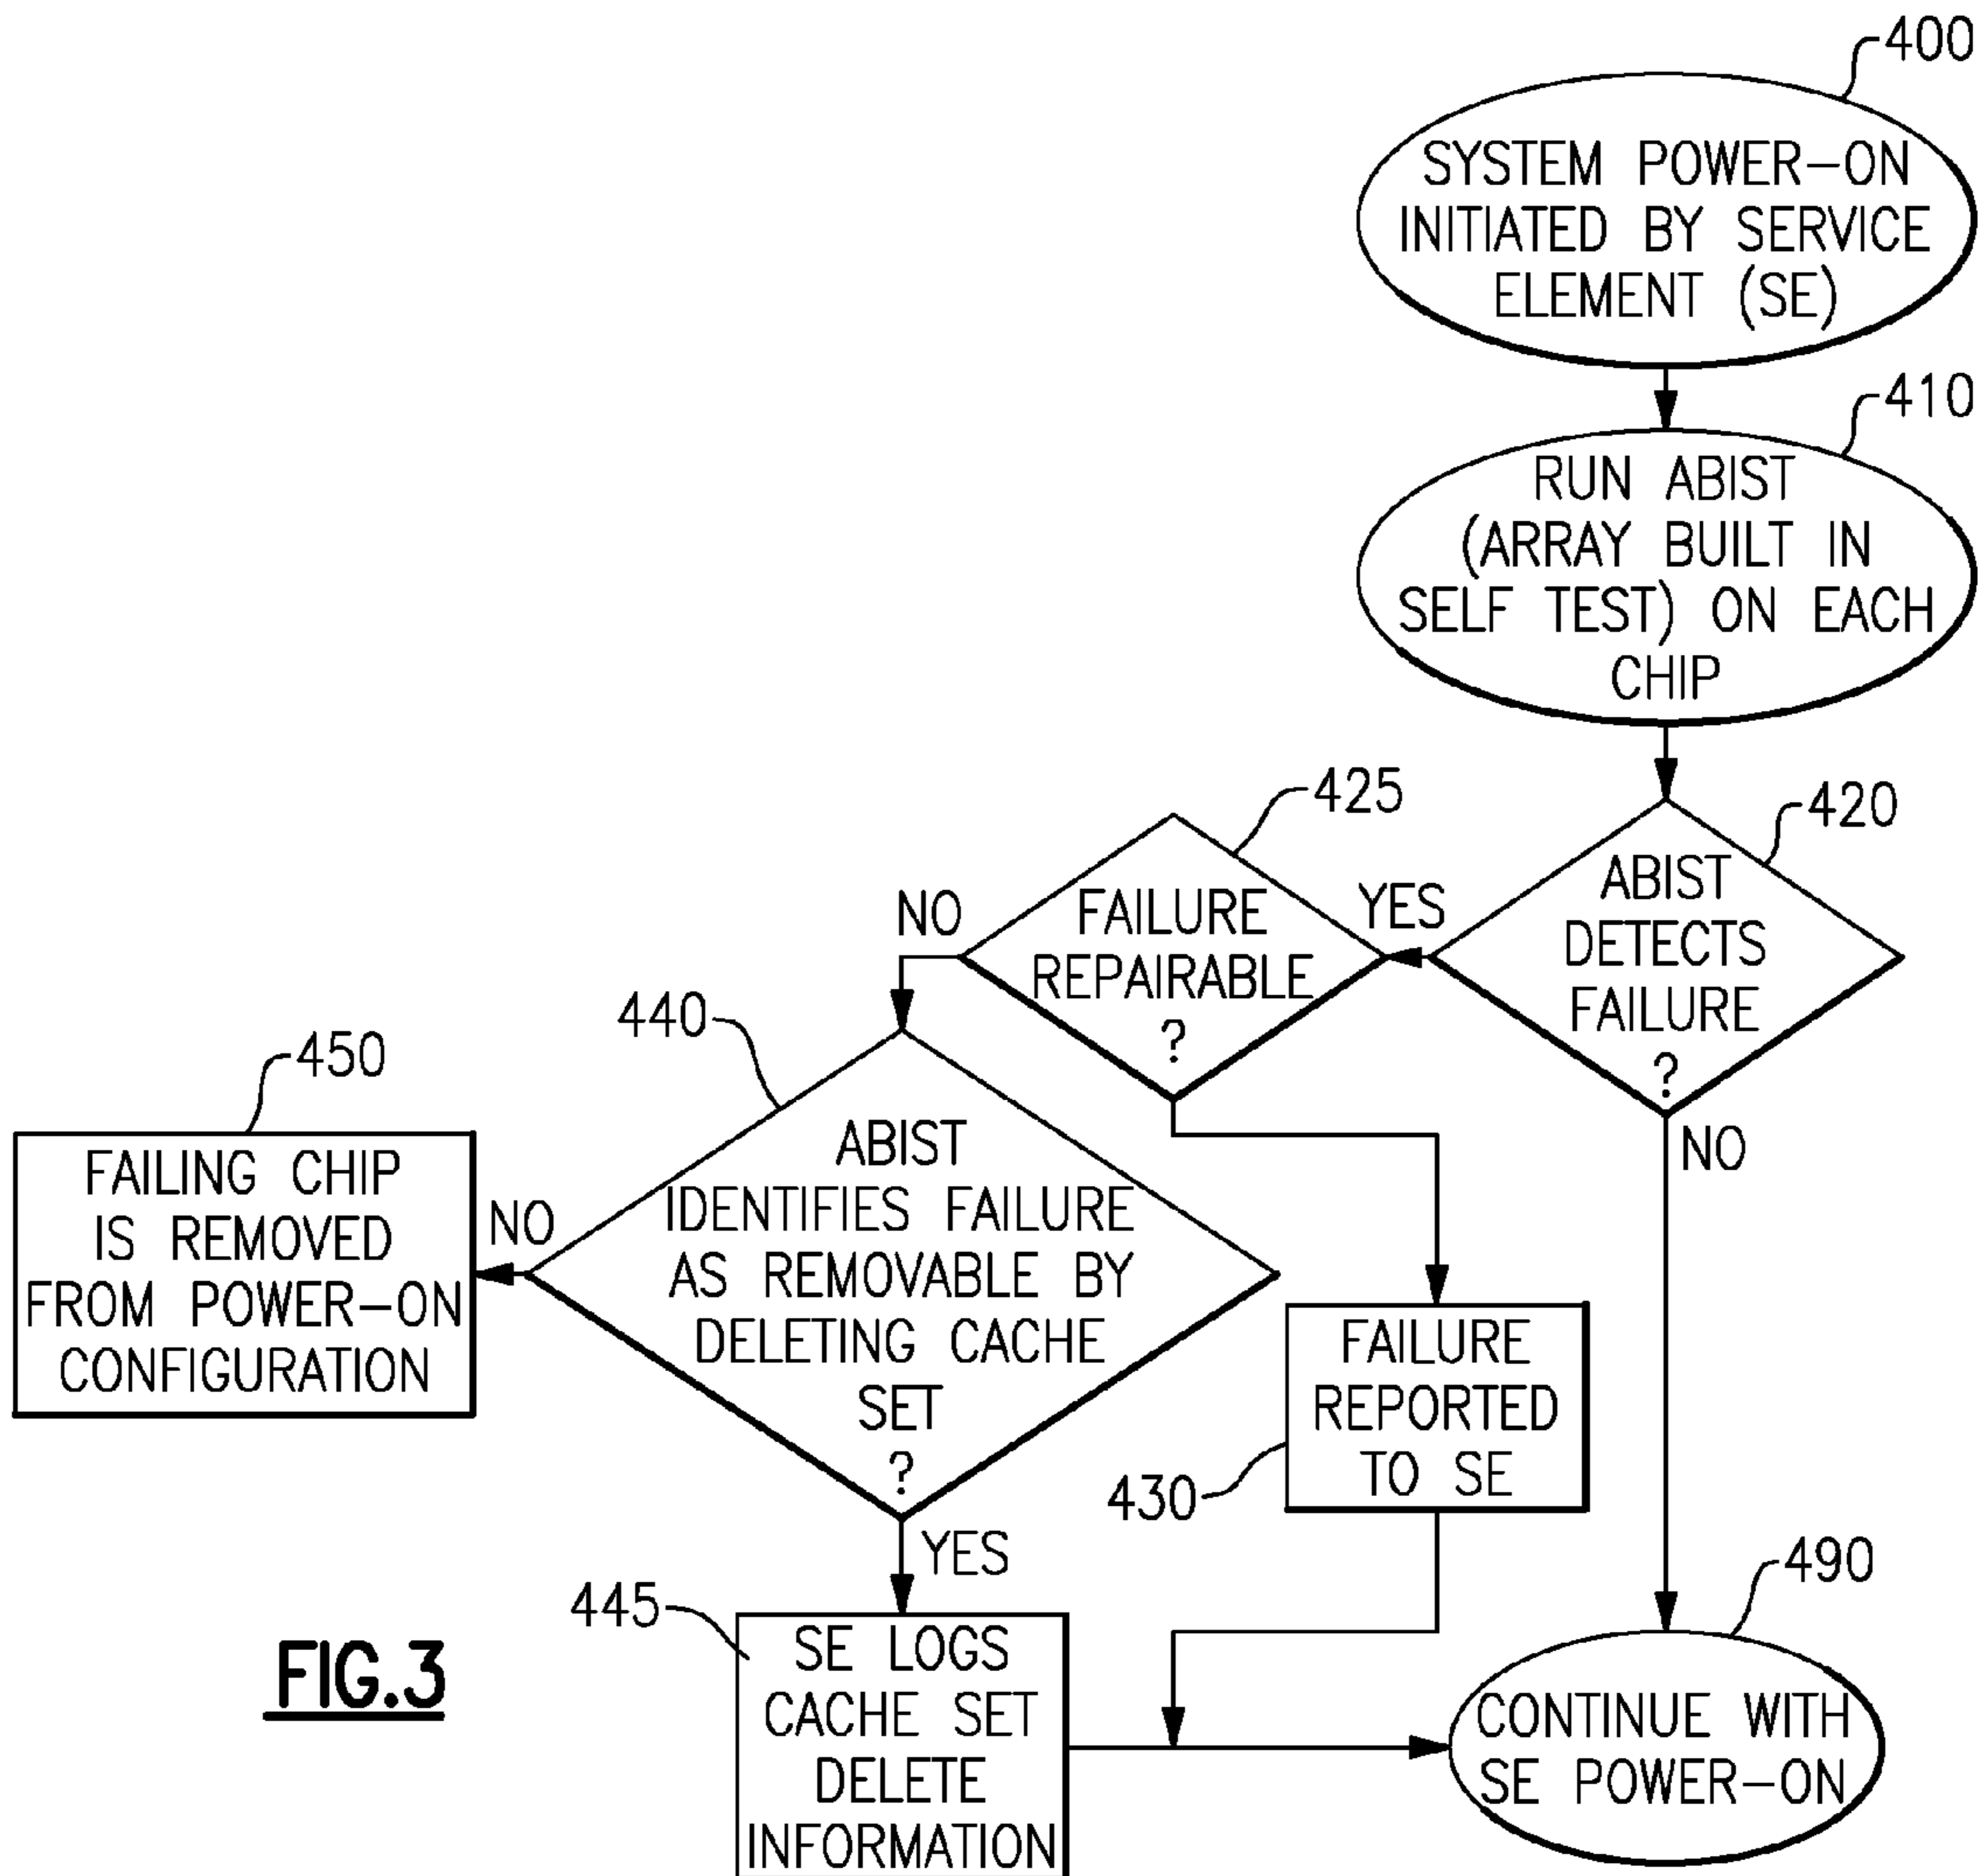 400
SYSTEM POWER-ON
INITIATED BY SERVICE
ELEMENT (SE)
410
RUN ABIST
(ARRAY BUILT IN
SELF TEST) ON EACH
CHIP
420
ABIST
DETECTS
FAILURE
?
YES
NO
425
FAILURE
REPAIRABLE
?
NO
440
ABIST
IDENTIFIES FAILURE
AS REMOVABLE BY
DELETING CACHE
SET
?
NO
YES
450
FAILING CHIP
IS REMOVED
FROM POWER-ON
CONFIGURATION
FAILURE
REPORTED
TO SE
430
445
SE LOGS
CACHE SET
DELETE
INFORMATION
490
CONTINUE WITH
SE POWER-ON
FIG.3